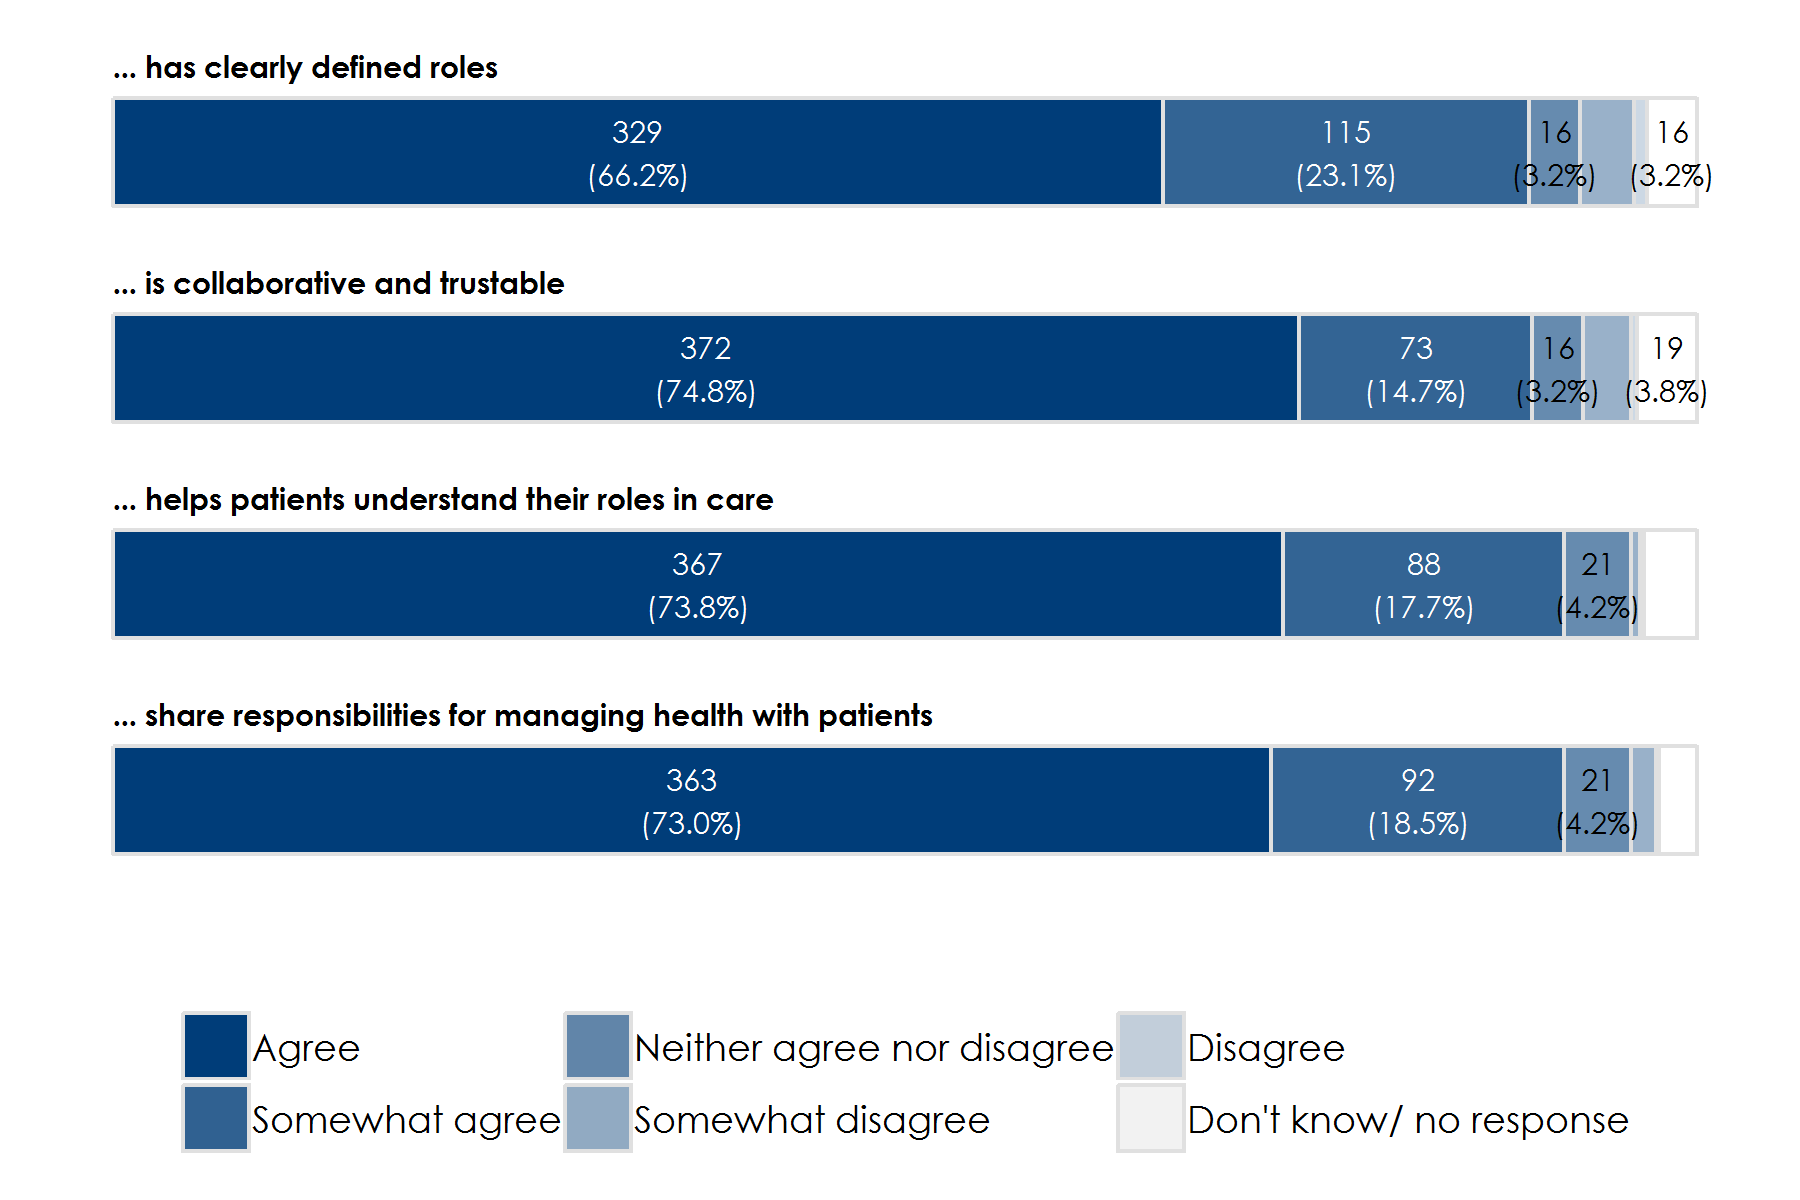 ... has clearly defined roles
329 115 16 16
(66.2%) (23.1%) (3.2%) (3.2%)
... is collaborative and trustable
372 73 16 19
(74.8%) (14.7%) (3.2%) (3.8%)
... helps patients understand their roles in care
367 88 21
(73.8%) (17.7%) (4.2%)
... share responsibilities for managing health with patients
363 92 21
(73.0%) (18.5%) (4.2%)
Agree Neither agree nor disagree Disagree
Somewhat agree Somewhat disagree Don't know/ no response